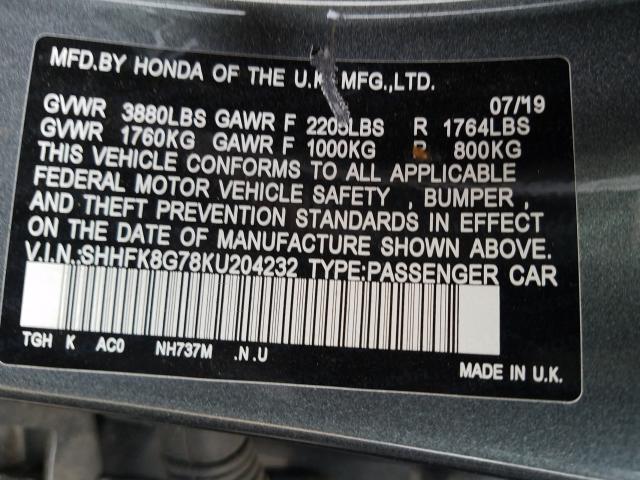 MFD.BY HONDA OF THE U.K. MFG.,LTD.
07/19
GVWR 3880LBS GAWR F 2205LBS R 1764LBS
GVWR 1760KG GAWR F 1000KG R 800KG
THIS VEHICLE CONFORMS TO ALL APPLICABLE
FEDERAL MOTOR VEHICLE SAFETY , BUMPER ,
AND THEFT PREVENTION STANDARDS IN EFFECT
ON THE DATE OF MANUFACTURE SHOWN ABOVE.
V.I.N.:SHHFK8G78KU204232 TYPE:PASSENGER CAR
TGH K AC0 NH737M .N.U
MADE IN U.K.